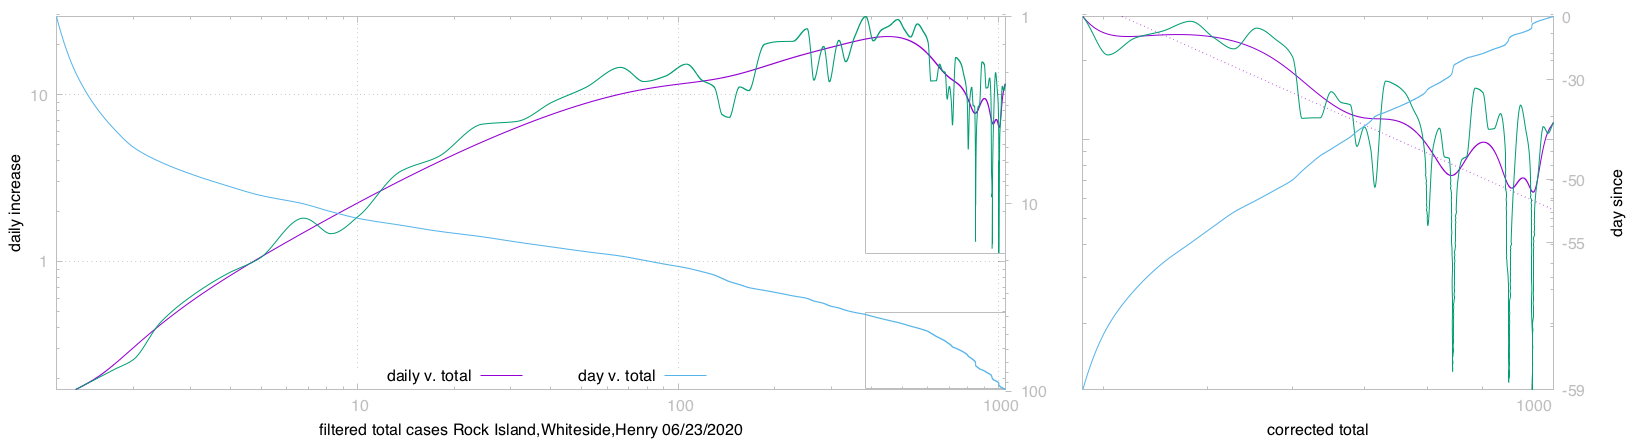 10
1
daily increase
10
100
1000
1
10
100
daily v. total
day v. total
filtered total cases Rock Island,Whiteside,Henry 06/23/2020
0
-30
-50
-55
-59
day since
1000
corrected total